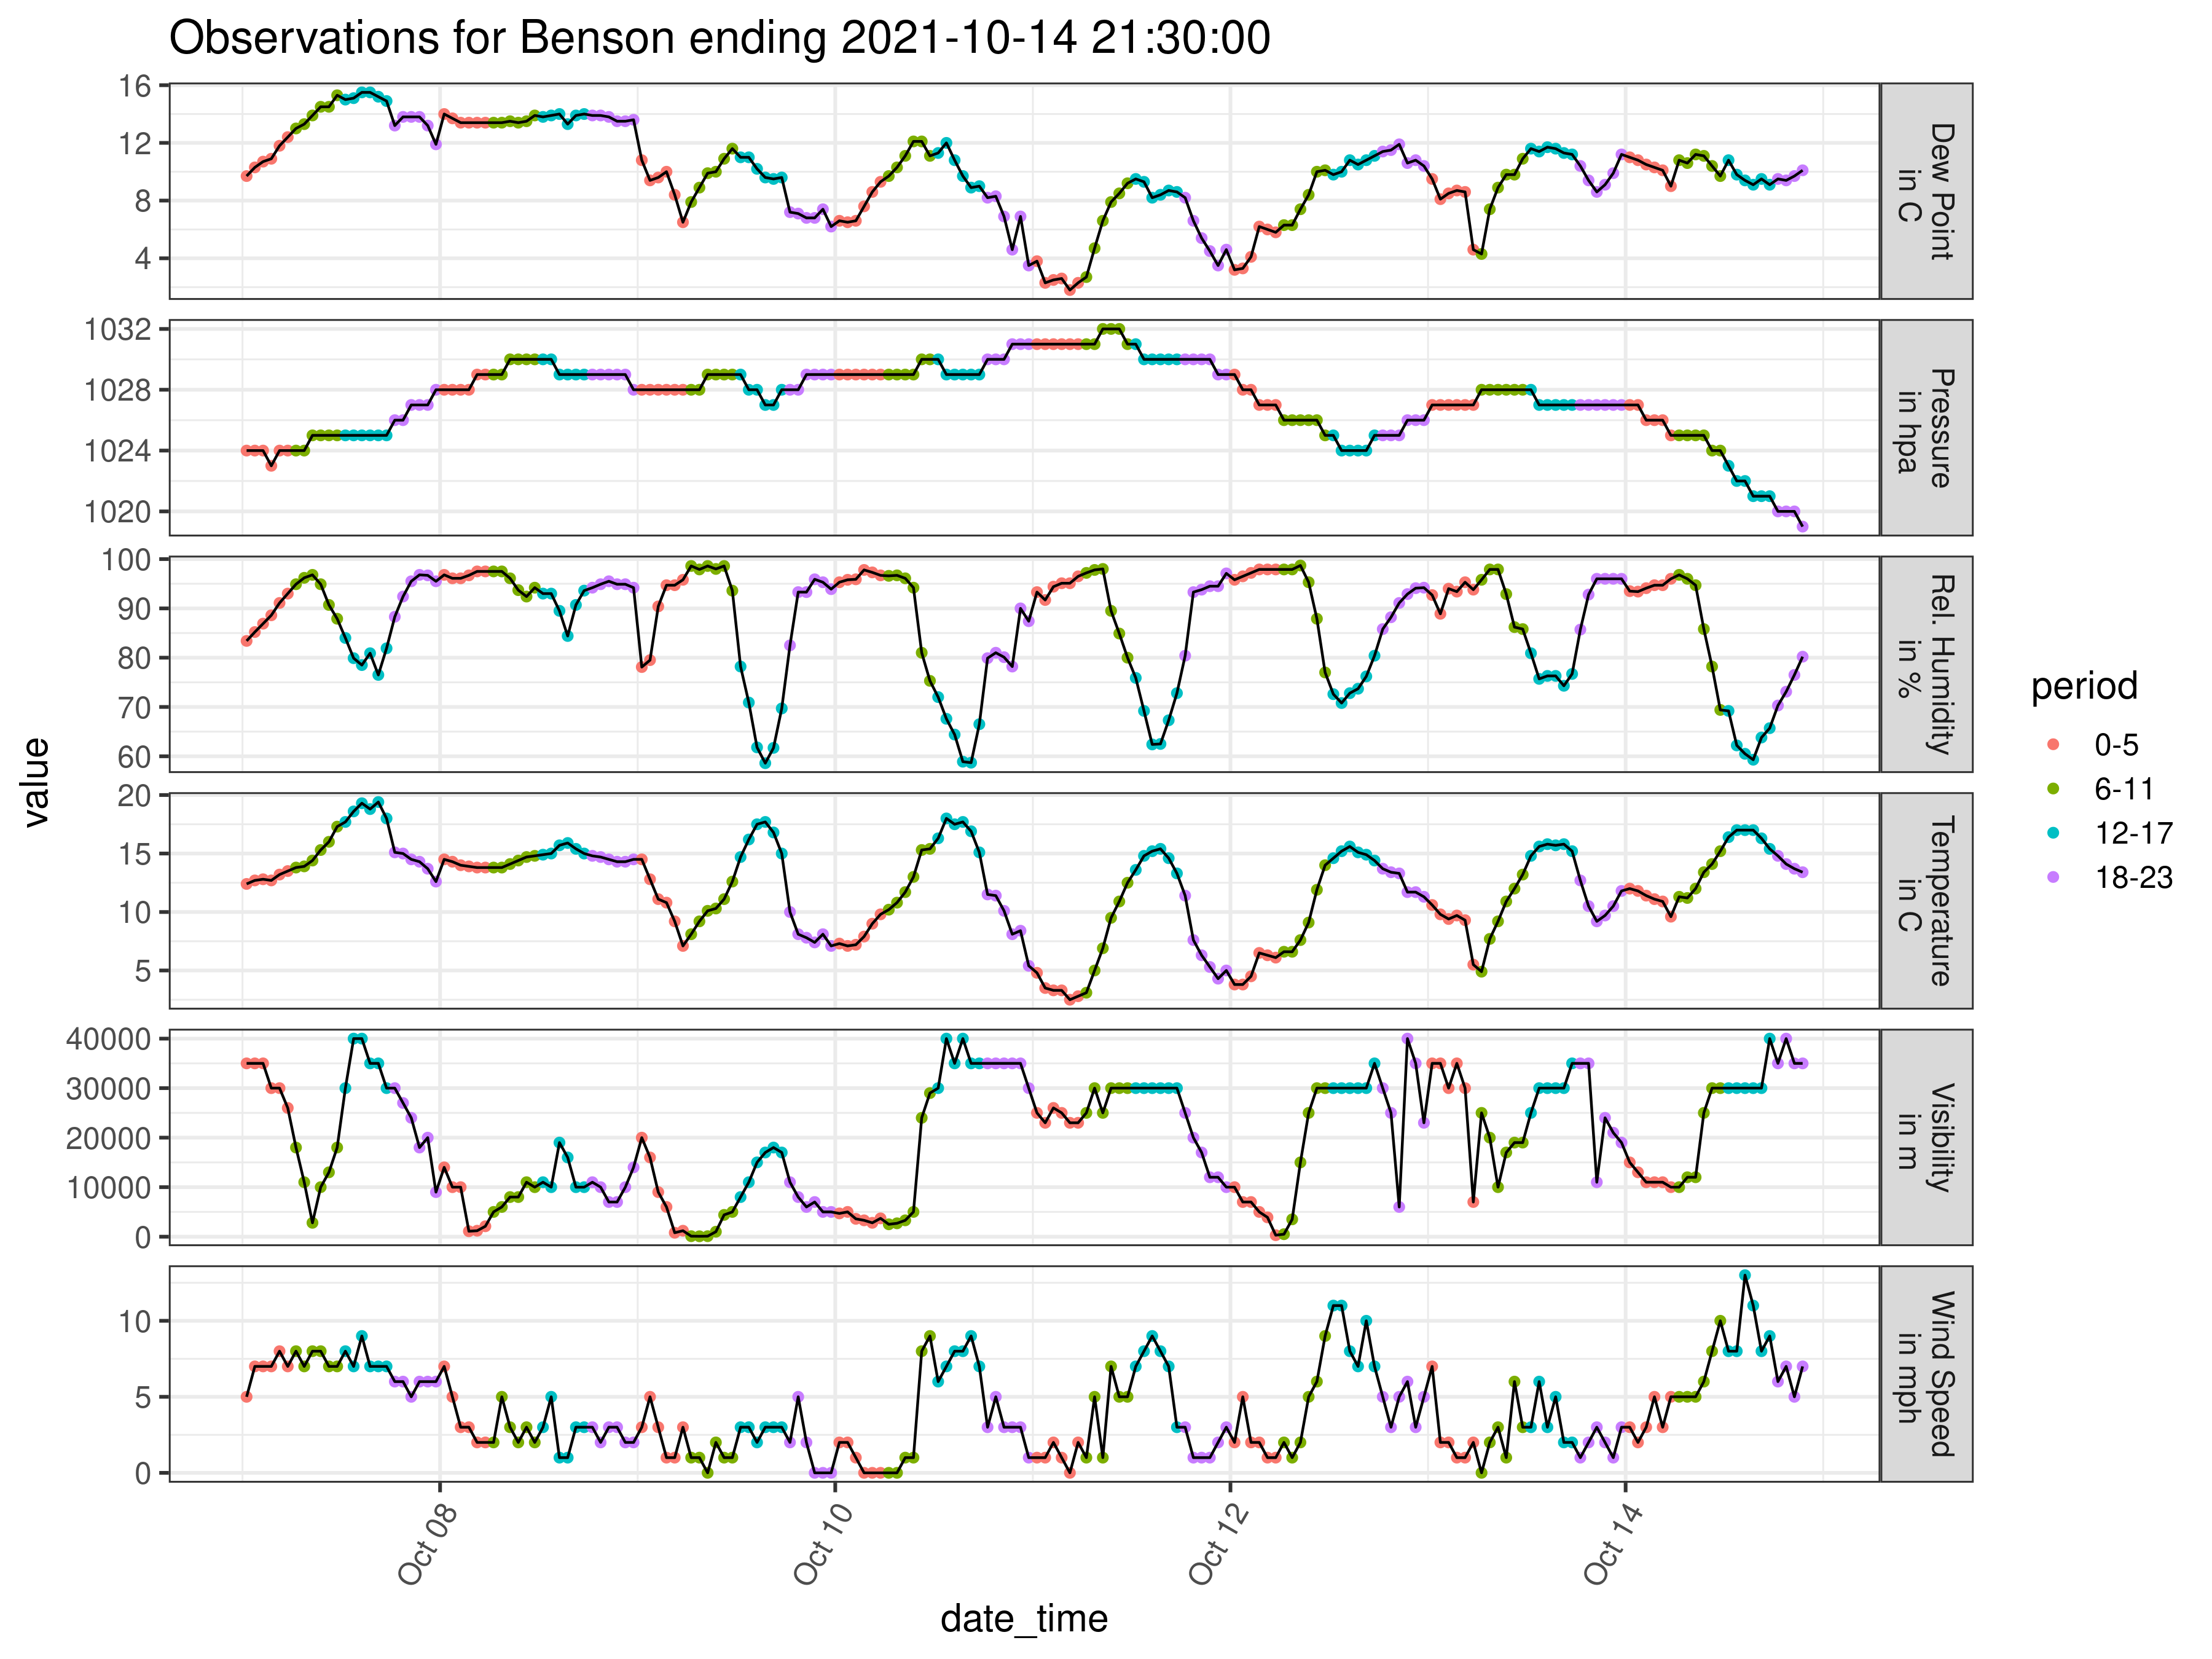 Observations for Benson ending 2021-10-14 21:30:00
16
12
8
4
Dew Point
in C
1032
1028
1024
1020
Pressure
in hpa
100
90
80
70
60
Rel. Humidity
in %
20
15
10
5
Temperature
in C
40000
30000
20000
10000
0
Visibility
in m
10
5
0
Wind Speed
in mph
value
Oct 08
Oct 10
Oct 12
Oct 14
date_time
period
0-5
6-11
12-17
18-23